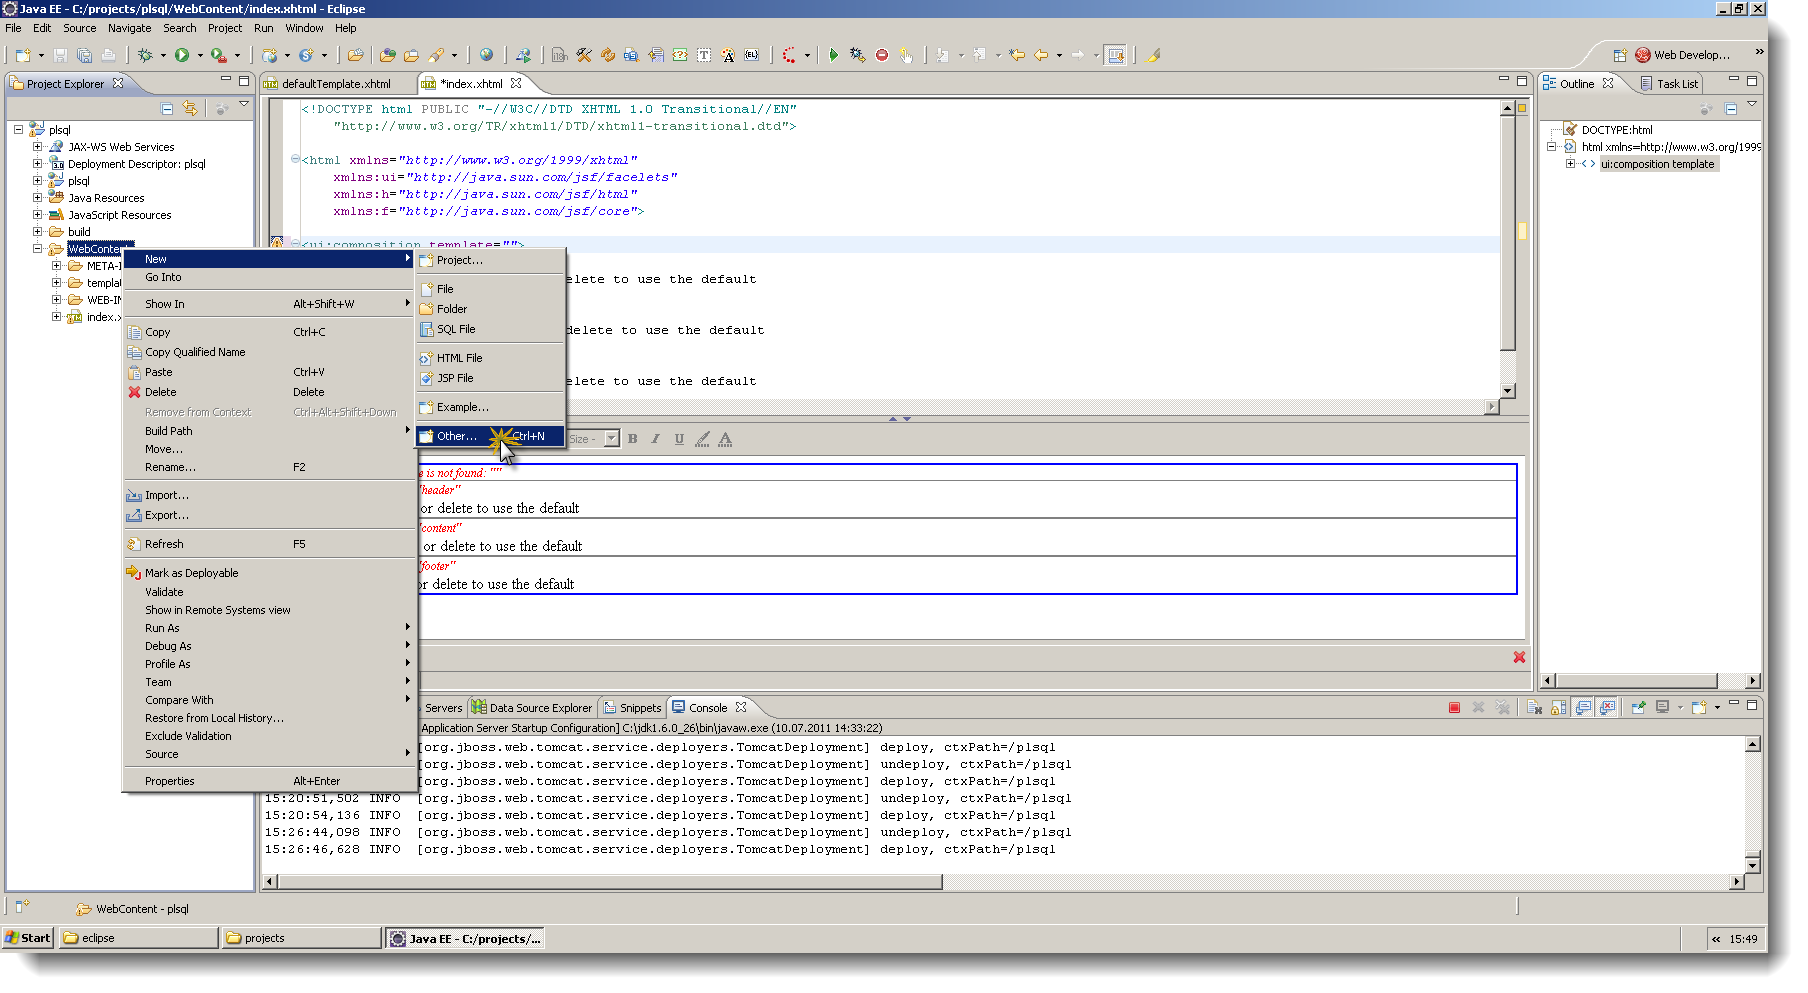 Java EE - C:/projects/plsql/WebContent/index.xhtml - Eclipse
File Edit Source Navigate Search Project Run Window Help
Web Develop... »
Project Explorer
plsql
JAX-WS Web Services
Deployment Descriptor: plsql
plsql
Java Resources
JavaScript Resources
build
WebConten
META-I
templat
WEB-IN
index.x
New
Go Into
Show In Alt+Shift+W
Copy Ctrl+C
Copy Qualified Name
Paste Ctrl+V
Delete Delete
Remove from Context Ctrl+Alt+Shift+Down
Build Path
Move...
Rename... F2
Import...
Export...
Refresh F5
Mark as Deployable
Validate
Show in Remote Systems view
Run As
Debug As
Profile As
Team
Compare With
Restore from Local History...
Exclude Validation
Source
Properties Alt+Enter
Project...
File
Folder
SQL File
HTML File
JSP File
Example...
Other... Ctrl+N
defaultTemplate.xhtml *index.xhtml
<!DOCTYPE html PUBLIC "-//W3C//DTD XHTML 1.0 Transitional//EN"
"http://www.w3.org/TR/xhtml1/DTD/xhtml1-transitional.dtd">
<html xmlns="http://www.w3.org/1999/xhtml"
xmlns:ui="http://java.sun.com/jsf/facelets"
xmlns:h="http://java.sun.com/jsf/html"
xmlns:f="http://java.sun.com/jsf/core">
<ui:composition template="">
elete to use the default
delete to use the default
elete to use the default
Size - B I U A
e is not found: ""
"header"
or delete to use the default
"content"
or delete to use the default
"footer"
or delete to use the default
Outline Task List
DOCTYPE:html
html xmlns=http://www.w3.org/1999
ui:composition template
Servers Data Source Explorer Snippets Console
Application Server Startup Configuration] C:\jdk1.6.0_26\bin\javaw.exe (10.07.2011 14:33:22)
[org.jboss.web.tomcat.service.deployers.TomcatDeployment] deploy, ctxPath=/plsql
[org.jboss.web.tomcat.service.deployers.TomcatDeployment] undeploy, ctxPath=/plsql
[org.jboss.web.tomcat.service.deployers.TomcatDeployment] deploy, ctxPath=/plsql
15:20:51,502 INFO [org.jboss.web.tomcat.service.deployers.TomcatDeployment] undeploy, ctxPath=/plsql
15:20:54,136 INFO [org.jboss.web.tomcat.service.deployers.TomcatDeployment] deploy, ctxPath=/plsql
15:26:44,098 INFO [org.jboss.web.tomcat.service.deployers.TomcatDeployment] undeploy, ctxPath=/plsql
15:26:46,628 INFO [org.jboss.web.tomcat.service.deployers.TomcatDeployment] deploy, ctxPath=/plsql
WebContent - plsql
Start eclipse projects Java EE - C:/projects/... « 15:49